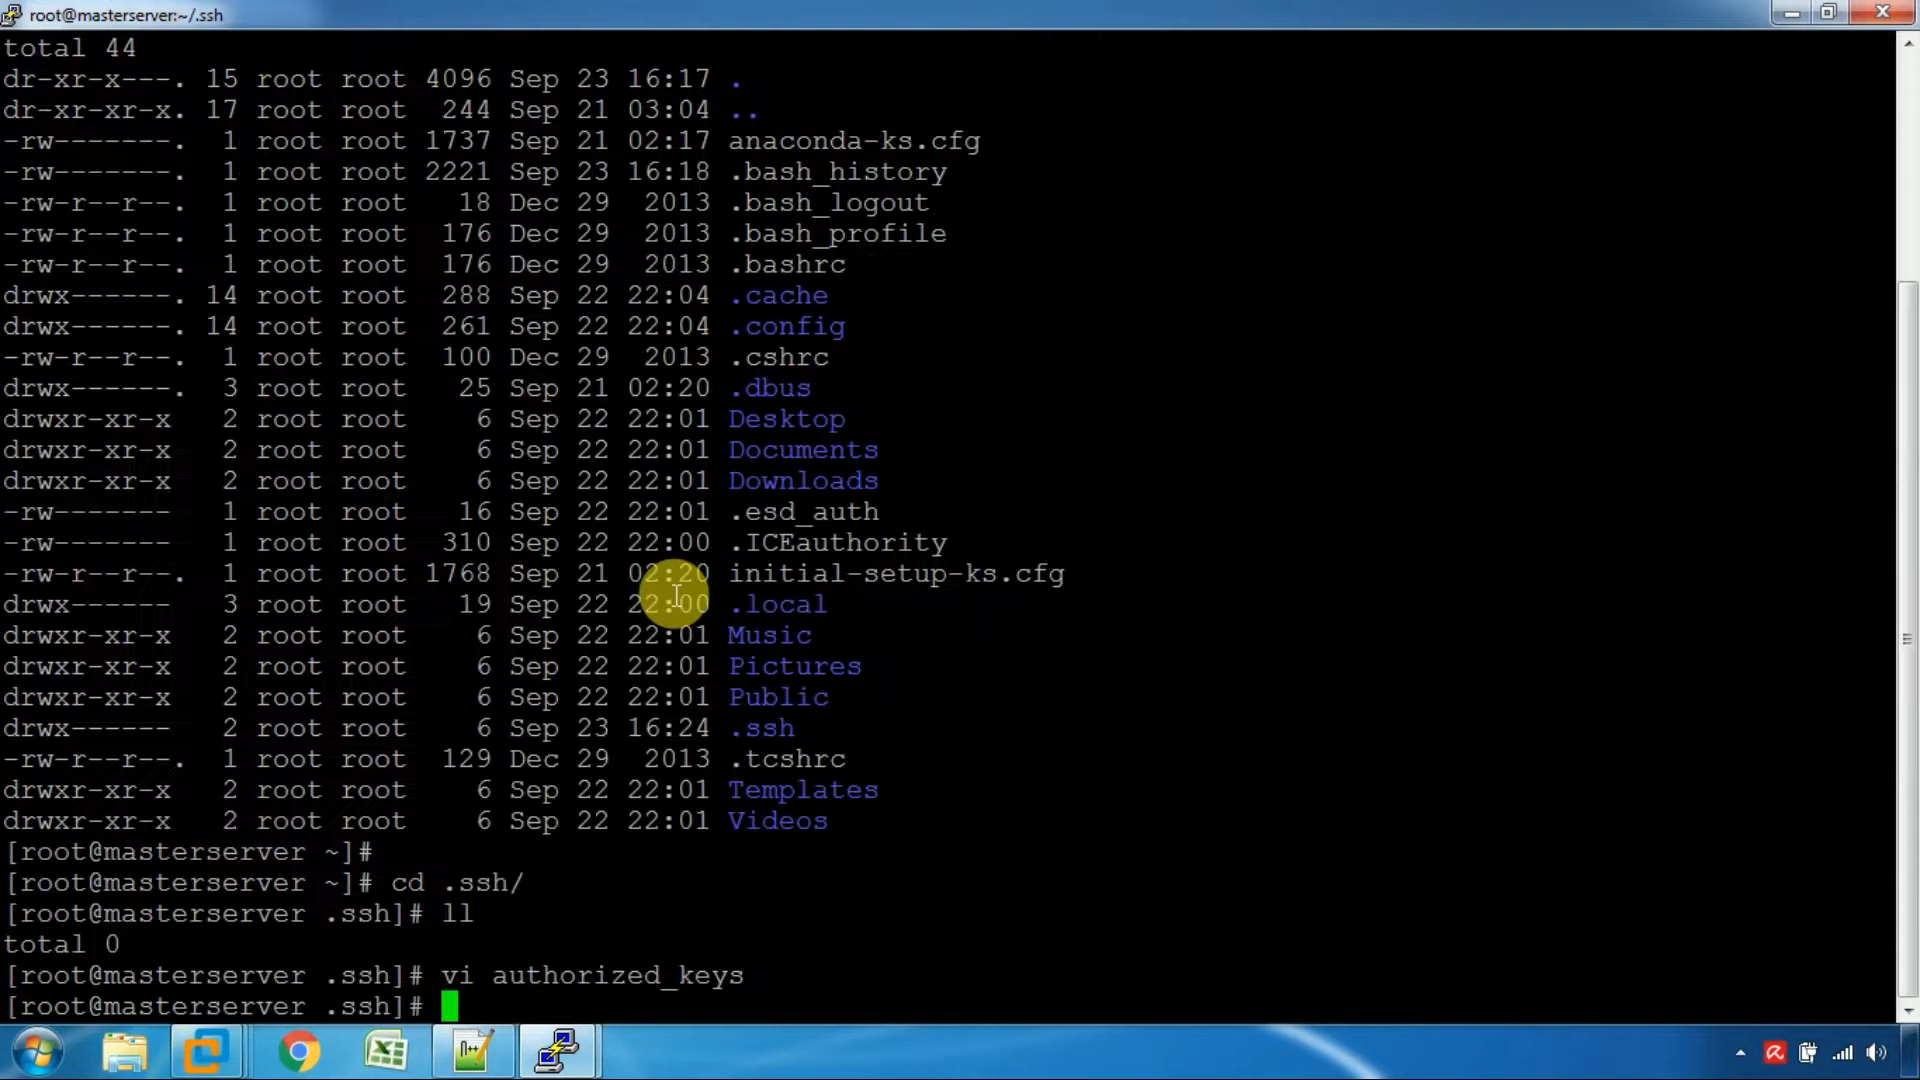 root@masterserver:~/.ssh
total 44
dr-xr-x---. 15 root root 4096 Sep 23 16:17 .
dr-xr-xr-x. 17 root root  244 Sep 21 03:04 ..
-rw-------.  1 root root 1737 Sep 21 02:17 anaconda-ks.cfg
-rw-------.  1 root root 2221 Sep 23 16:18 .bash_history
-rw-r--r--.  1 root root   18 Dec 29  2013 .bash_logout
-rw-r--r--.  1 root root  176 Dec 29  2013 .bash_profile
-rw-r--r--.  1 root root  176 Dec 29  2013 .bashrc
drwx------. 14 root root  288 Sep 22 22:04 .cache
drwx------. 14 root root  261 Sep 22 22:04 .config
-rw-r--r--.  1 root root  100 Dec 29  2013 .cshrc
drwx------.  3 root root   25 Sep 21 02:20 .dbus
drwxr-xr-x   2 root root    6 Sep 22 22:01 Desktop
drwxr-xr-x   2 root root    6 Sep 22 22:01 Documents
drwxr-xr-x   2 root root    6 Sep 22 22:01 Downloads
-rw-------   1 root root   16 Sep 22 22:01 .esd_auth
-rw-------   1 root root  310 Sep 22 22:00 .ICEauthority
-rw-r--r--.  1 root root 1768 Sep 21 02:20 initial-setup-ks.cfg
drwx------   3 root root   19 Sep 22 22:00 .local
drwxr-xr-x   2 root root    6 Sep 22 22:01 Music
drwxr-xr-x   2 root root    6 Sep 22 22:01 Pictures
drwxr-xr-x   2 root root    6 Sep 22 22:01 Public
drwx------   2 root root    6 Sep 23 16:24 .ssh
-rw-r--r--.  1 root root  129 Dec 29  2013 .tcshrc
drwxr-xr-x   2 root root    6 Sep 22 22:01 Templates
drwxr-xr-x   2 root root    6 Sep 22 22:01 Videos
[root@masterserver ~]#
[root@masterserver ~]# cd .ssh/
[root@masterserver .ssh]# ll
total 0
[root@masterserver .ssh]# vi authorized_keys
[root@masterserver .ssh]#